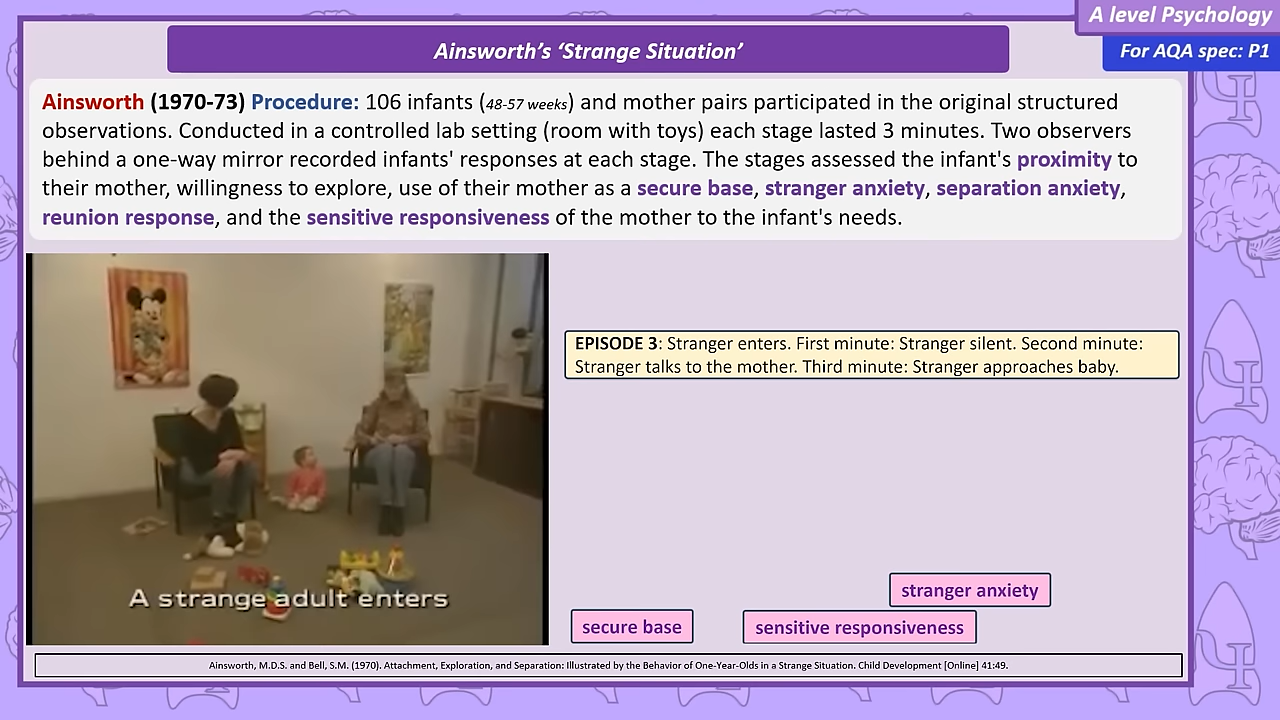 A level Psychology
Ainsworth's 'Strange Situation'
For AQA spec: P1
Ainsworth (1970-73) Procedure: 106 infants (48-57 weeks) and mother pairs participated in the original structured
observations. Conducted in a controlled lab setting (room with toys) each stage lasted 3 minutes. Two observers
behind a one-way mirror recorded infants' responses at each stage. The stages assessed the infant's proximity to
their mother, willingness to explore, use of their mother as a secure base, stranger anxiety, separation anxiety,
reunion response, and the sensitive responsiveness of the mother to the infant's needs.
EPISODE 3: Stranger enters. First minute: Stranger silent. Second minute:
Stranger talks to the mother. Third minute: Stranger approaches baby.
A strange adult enters
stranger anxiety
secure base
sensitive responsiveness
Ainsworth, M.D.S. and Bell, S.M. (1970). Attachment, Exploration, and Separation: Illustrated by the Behavior of One-Year-Olds in a Strange Situation. Child Development [Online] 41:49.